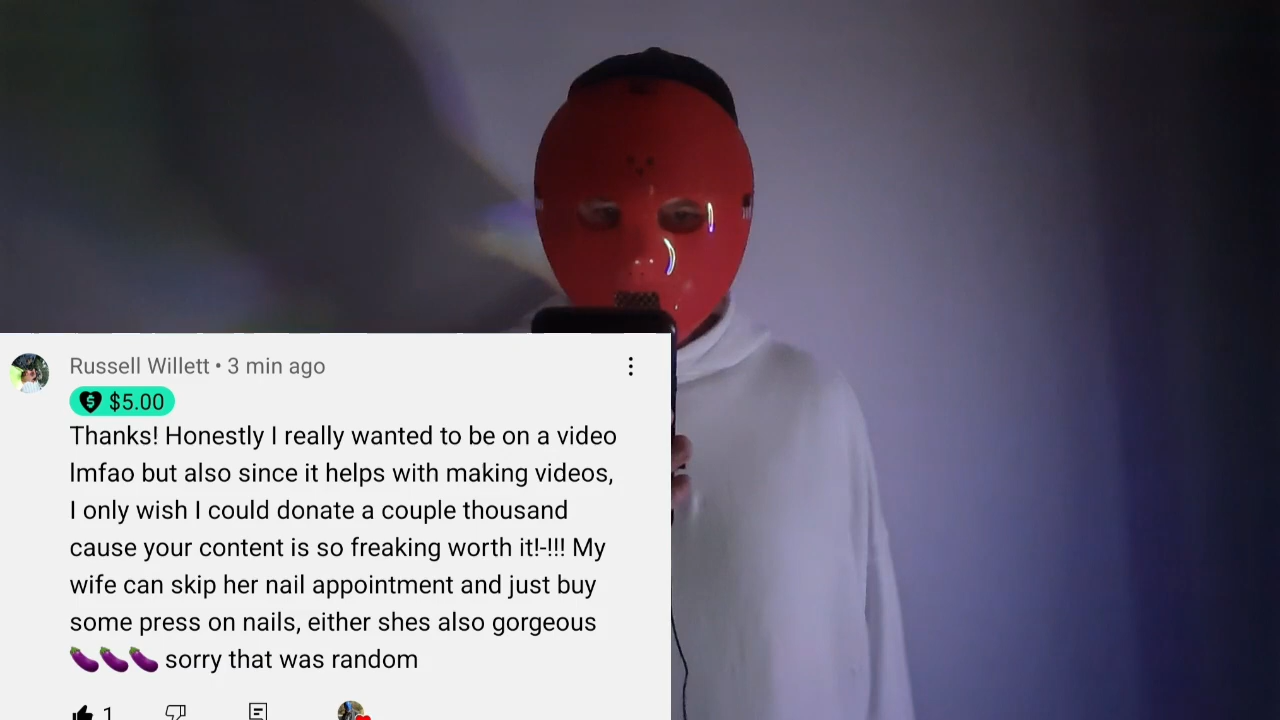 Russell Willett • 3 min ago
$5.00
Thanks! Honestly I really wanted to be on a video
lmfao but also since it helps with making videos,
I only wish I could donate a couple thousand
cause your content is so freaking worth it!-!!! My
wife can skip her nail appointment and just buy
some press on nails, either shes also gorgeous
🍆🍆🍆 sorry that was random
1